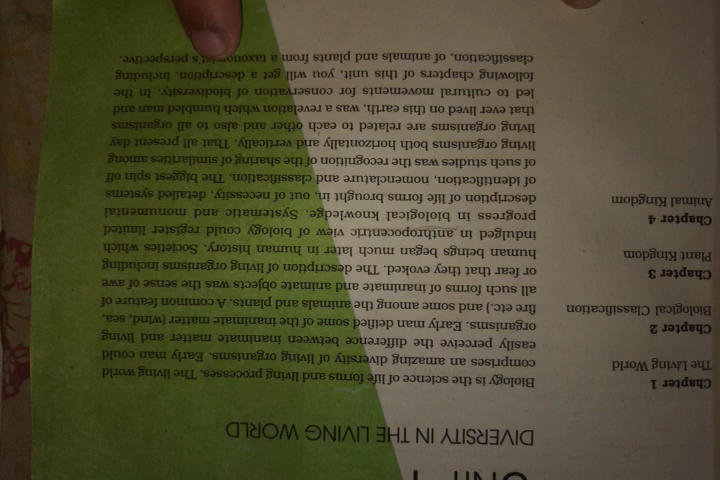 UNIT 1
DIVERSITY IN THE LIVING WORLD
Chapter 1
The Living World
Chapter 2
Biological Classification
Chapter 3
Plant Kingdom
Chapter 4
Animal Kingdom
Biology is the science of life forms and living processes. The living world
comprises an amazing diversity of living organisms. Early man could
easily perceive the difference between inanimate matter and living
organisms. Early man deified some of the inanimate matter (wind, sea,
fire etc.) and some among the animals and plants. A common feature of
all such forms of inanimate and animate objects was the sense of awe
or fear that they evoked. The description of living organisms including
human beings began much later in human history. Societies which
indulged in anthropocentric view of biology could register limited
progress in biological knowledge. Systematic and monumental
description of life forms brought in, out of necessity, detailed systems
of identification, nomenclature and classification. The biggest spin off
of such studies was the recognition of the sharing of similarities among
living organisms both horizontally and vertically. That all present day
living organisms are related to each other and also to all organisms
that ever lived on this earth, was a revelation which humbled man and
led to cultural movements for conservation of biodiversity. In the
following chapters of this unit, you will get a description, including
classification, of animals and plants from a taxonomist's perspective.